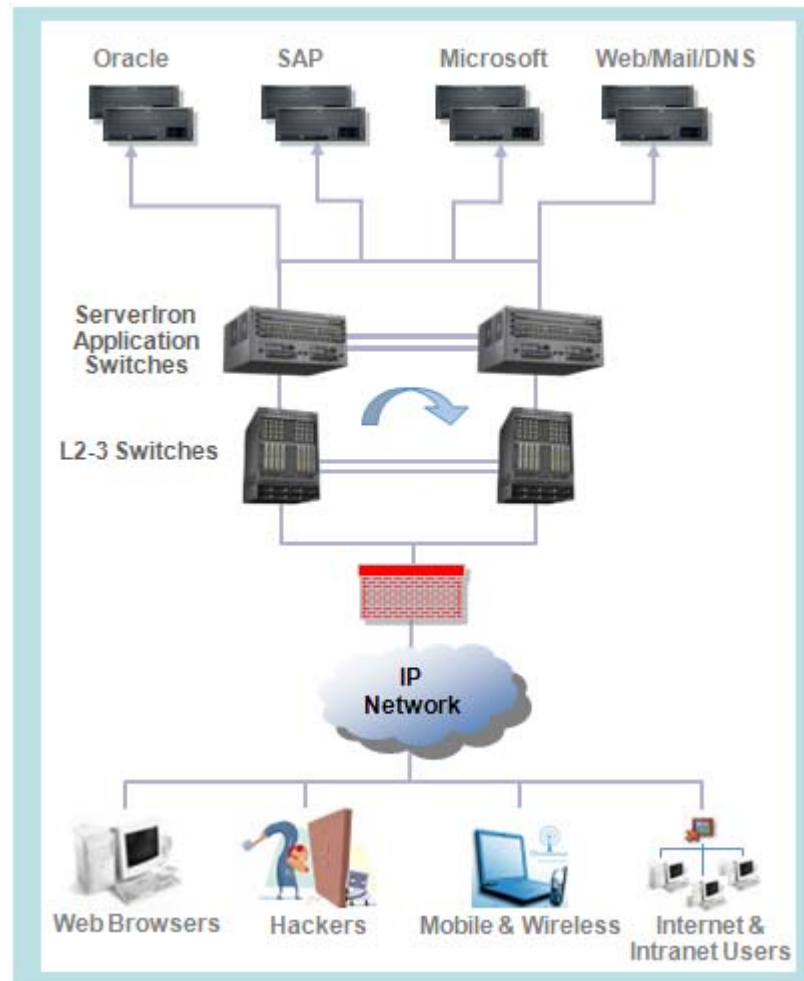 Oracle
SAP
Microsoft
Web/Mail/DNS
ServerIron
Application
Switches
L2-3 Switches
IP
Network
Web Browsers
Hackers
Mobile & Wireless
Internet &
Intranet Users